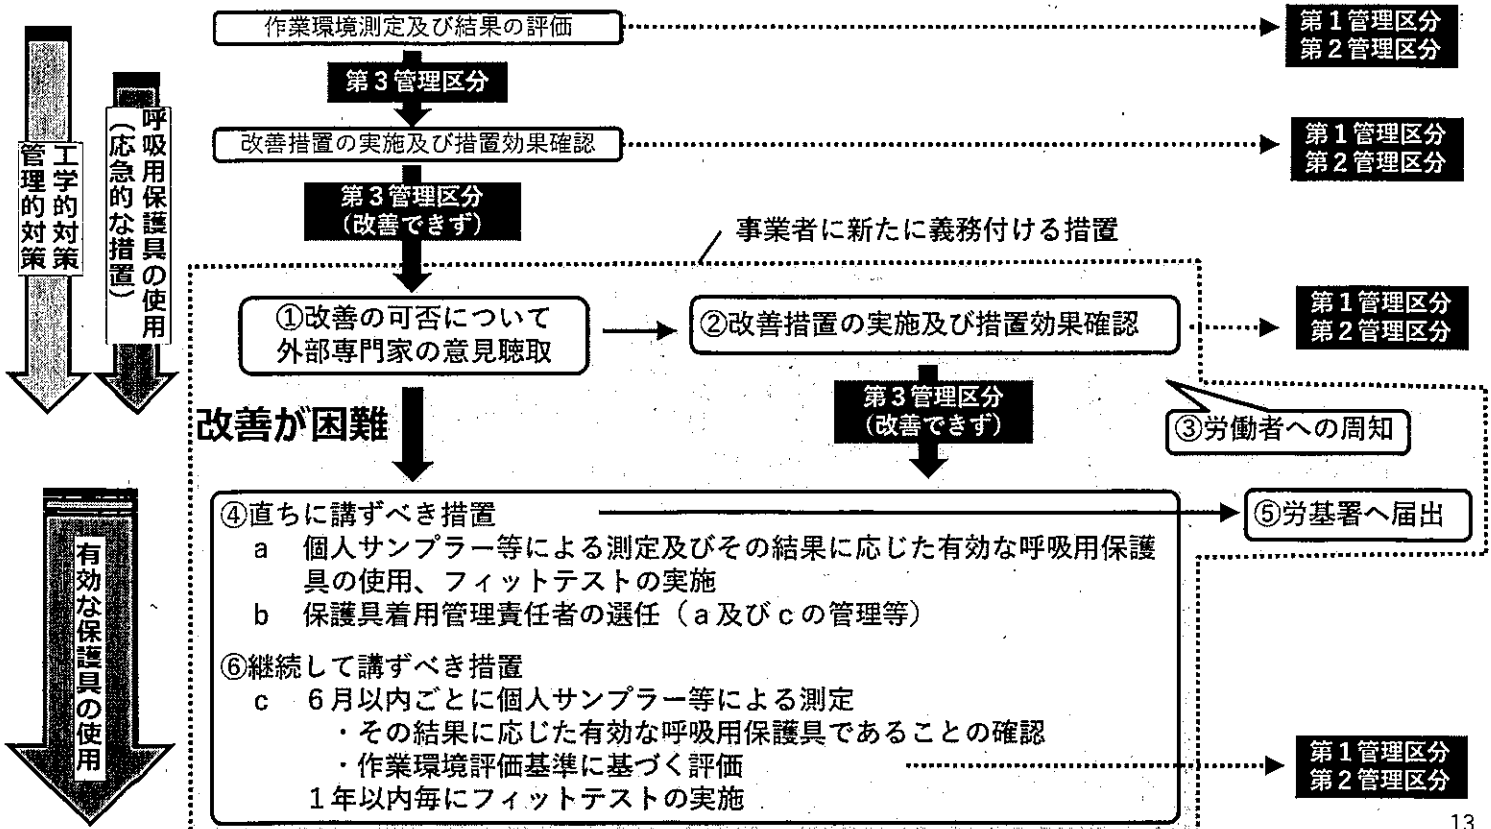 作業環境測定及び結果の評価
第1管理区分
第2管理区分
第3管理区分
改善措置の実施及び措置効果確認
第1管理区分
第2管理区分
第3管理区分
(改善できず)
工学的対策
管理的対策
呼吸用保護具の使用
(応急的な措置)
事業者に新たに義務付ける措置
①改善の可否について
外部専門家の意見聴取
②改善措置の実施及び措置効果確認
第1管理区分
第2管理区分
改善が困難
第3管理区分
(改善できず)
③労働者への周知
④直ちに講ずべき措置
⑤労基署へ届出
a 個人サンプラー等による測定及びその結果に応じた有効な呼吸用保護
具の使用、フィットテストの実施
b 保護具着用管理責任者の選任（a及びcの管理等）
有効な保護具の使用
⑥継続して講ずべき措置
c 6月以内ごとに個人サンプラー等による測定
・その結果に応じた有効な呼吸用保護具であることの確認
・作業環境評価基準に基づく評価
1年以内毎にフィットテストの実施
第1管理区分
第2管理区分
13